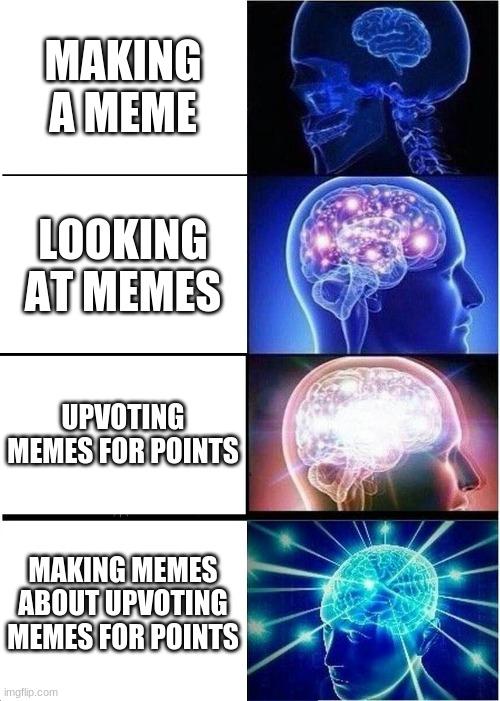 MAKING
A MEME
LOOKING
AT MEMES
UPVOTING
MEMES FOR POINTS
MAKING MEMES
ABOUT UPVOTING
MEMES FOR POINTS
imgflip.com